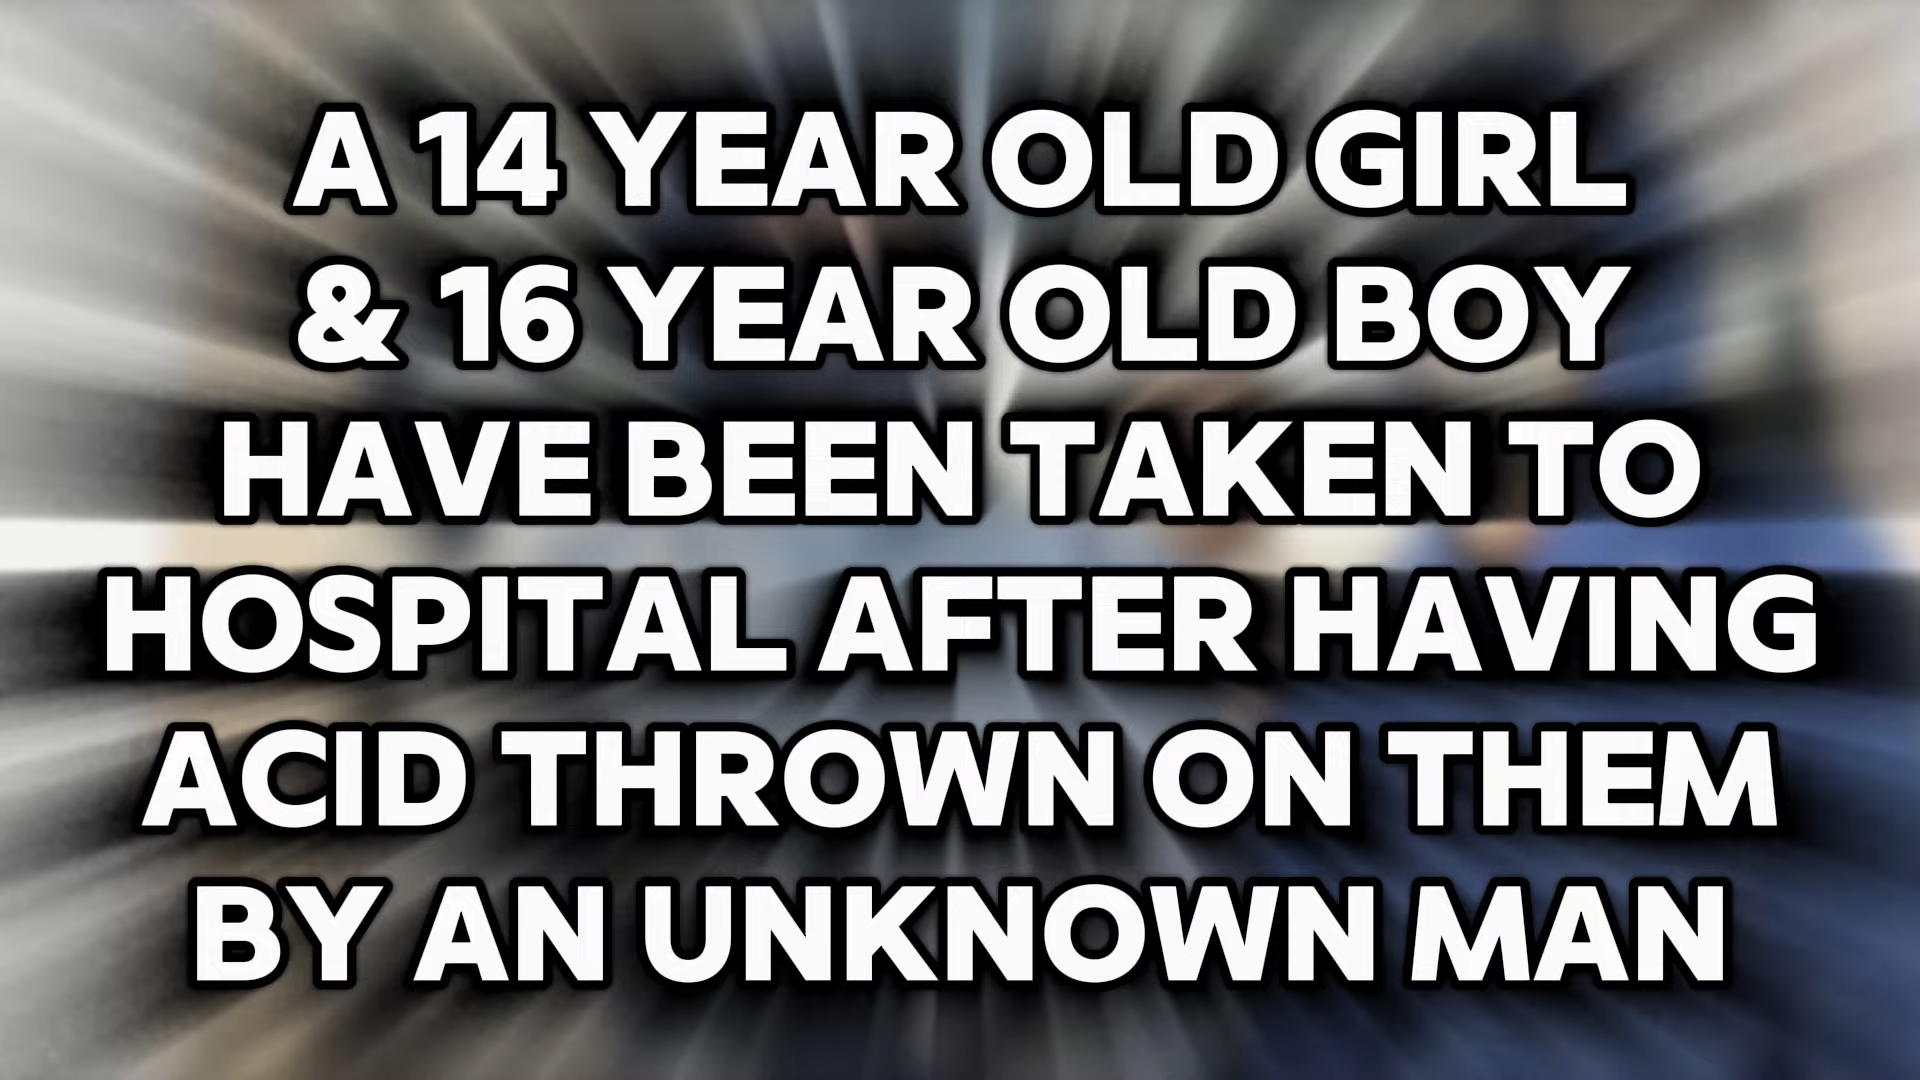 A 14 YEAR OLD GIRL
& 16 YEAR OLD BOY
HAVE BEEN TAKEN TO
HOSPITAL AFTER HAVING
ACID THROWN ON THEM
BY AN UNKNOWN MAN